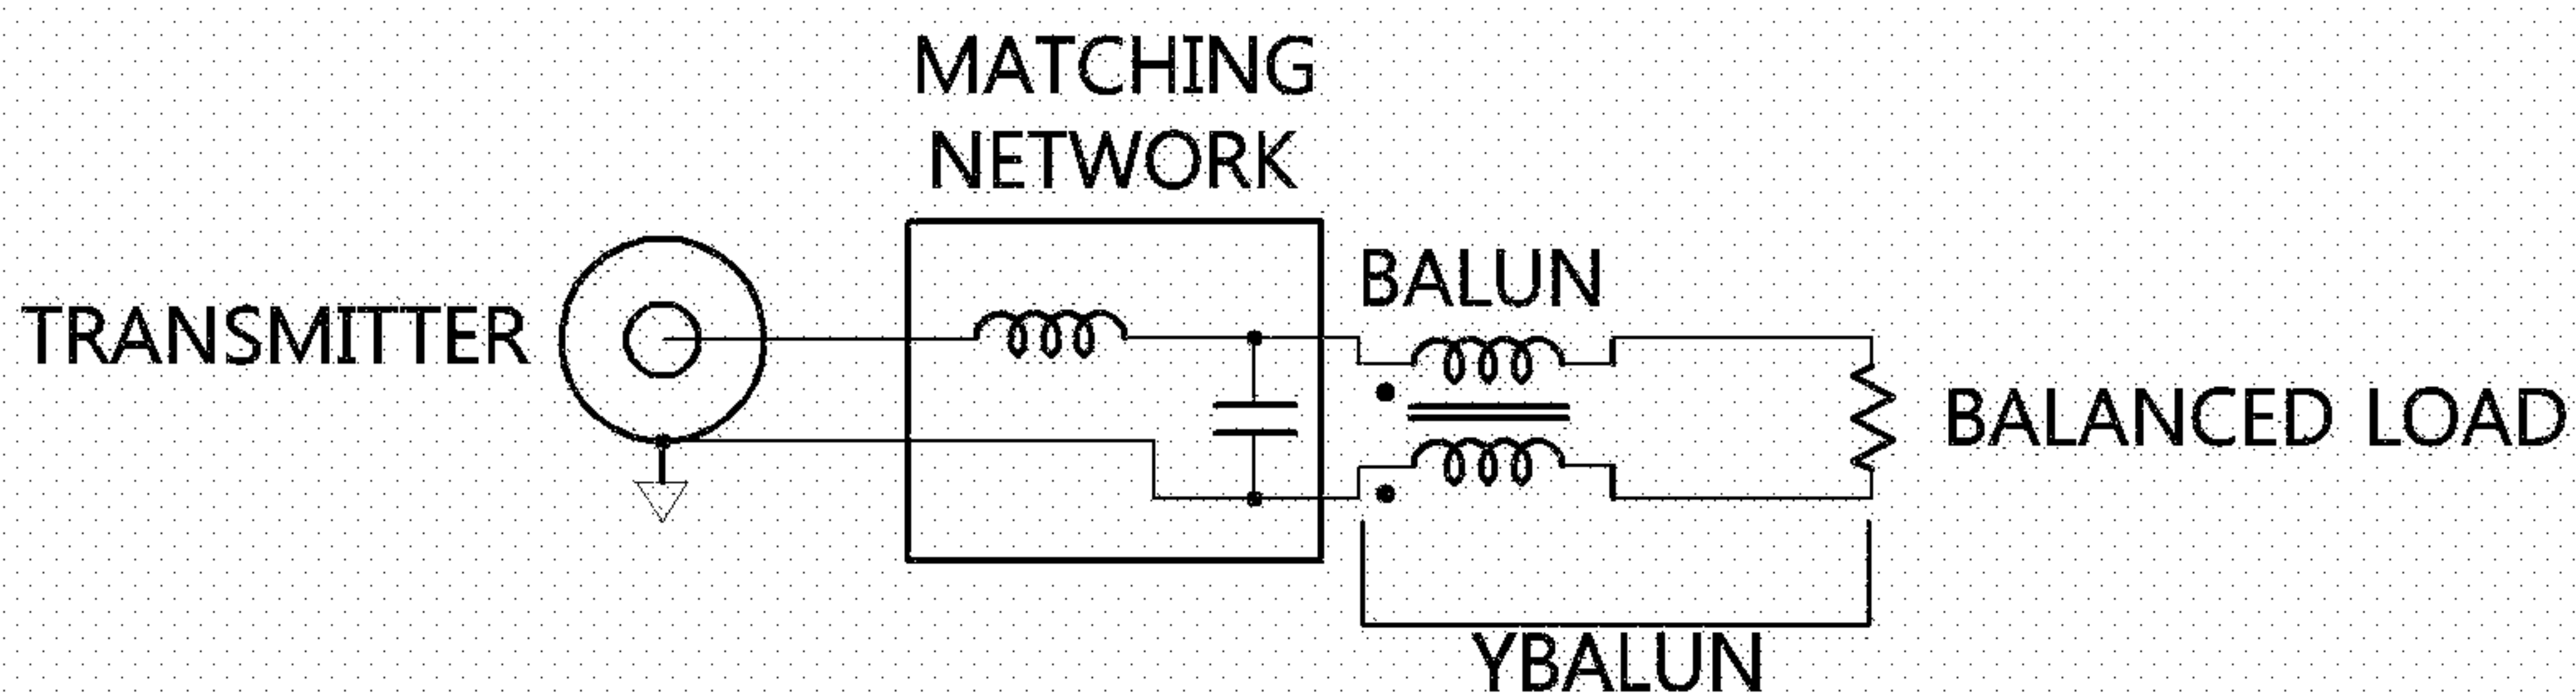 MATCHING
NETWORK
BALUN
TRANSMITTER
BALANCED LOAD
YBALUN